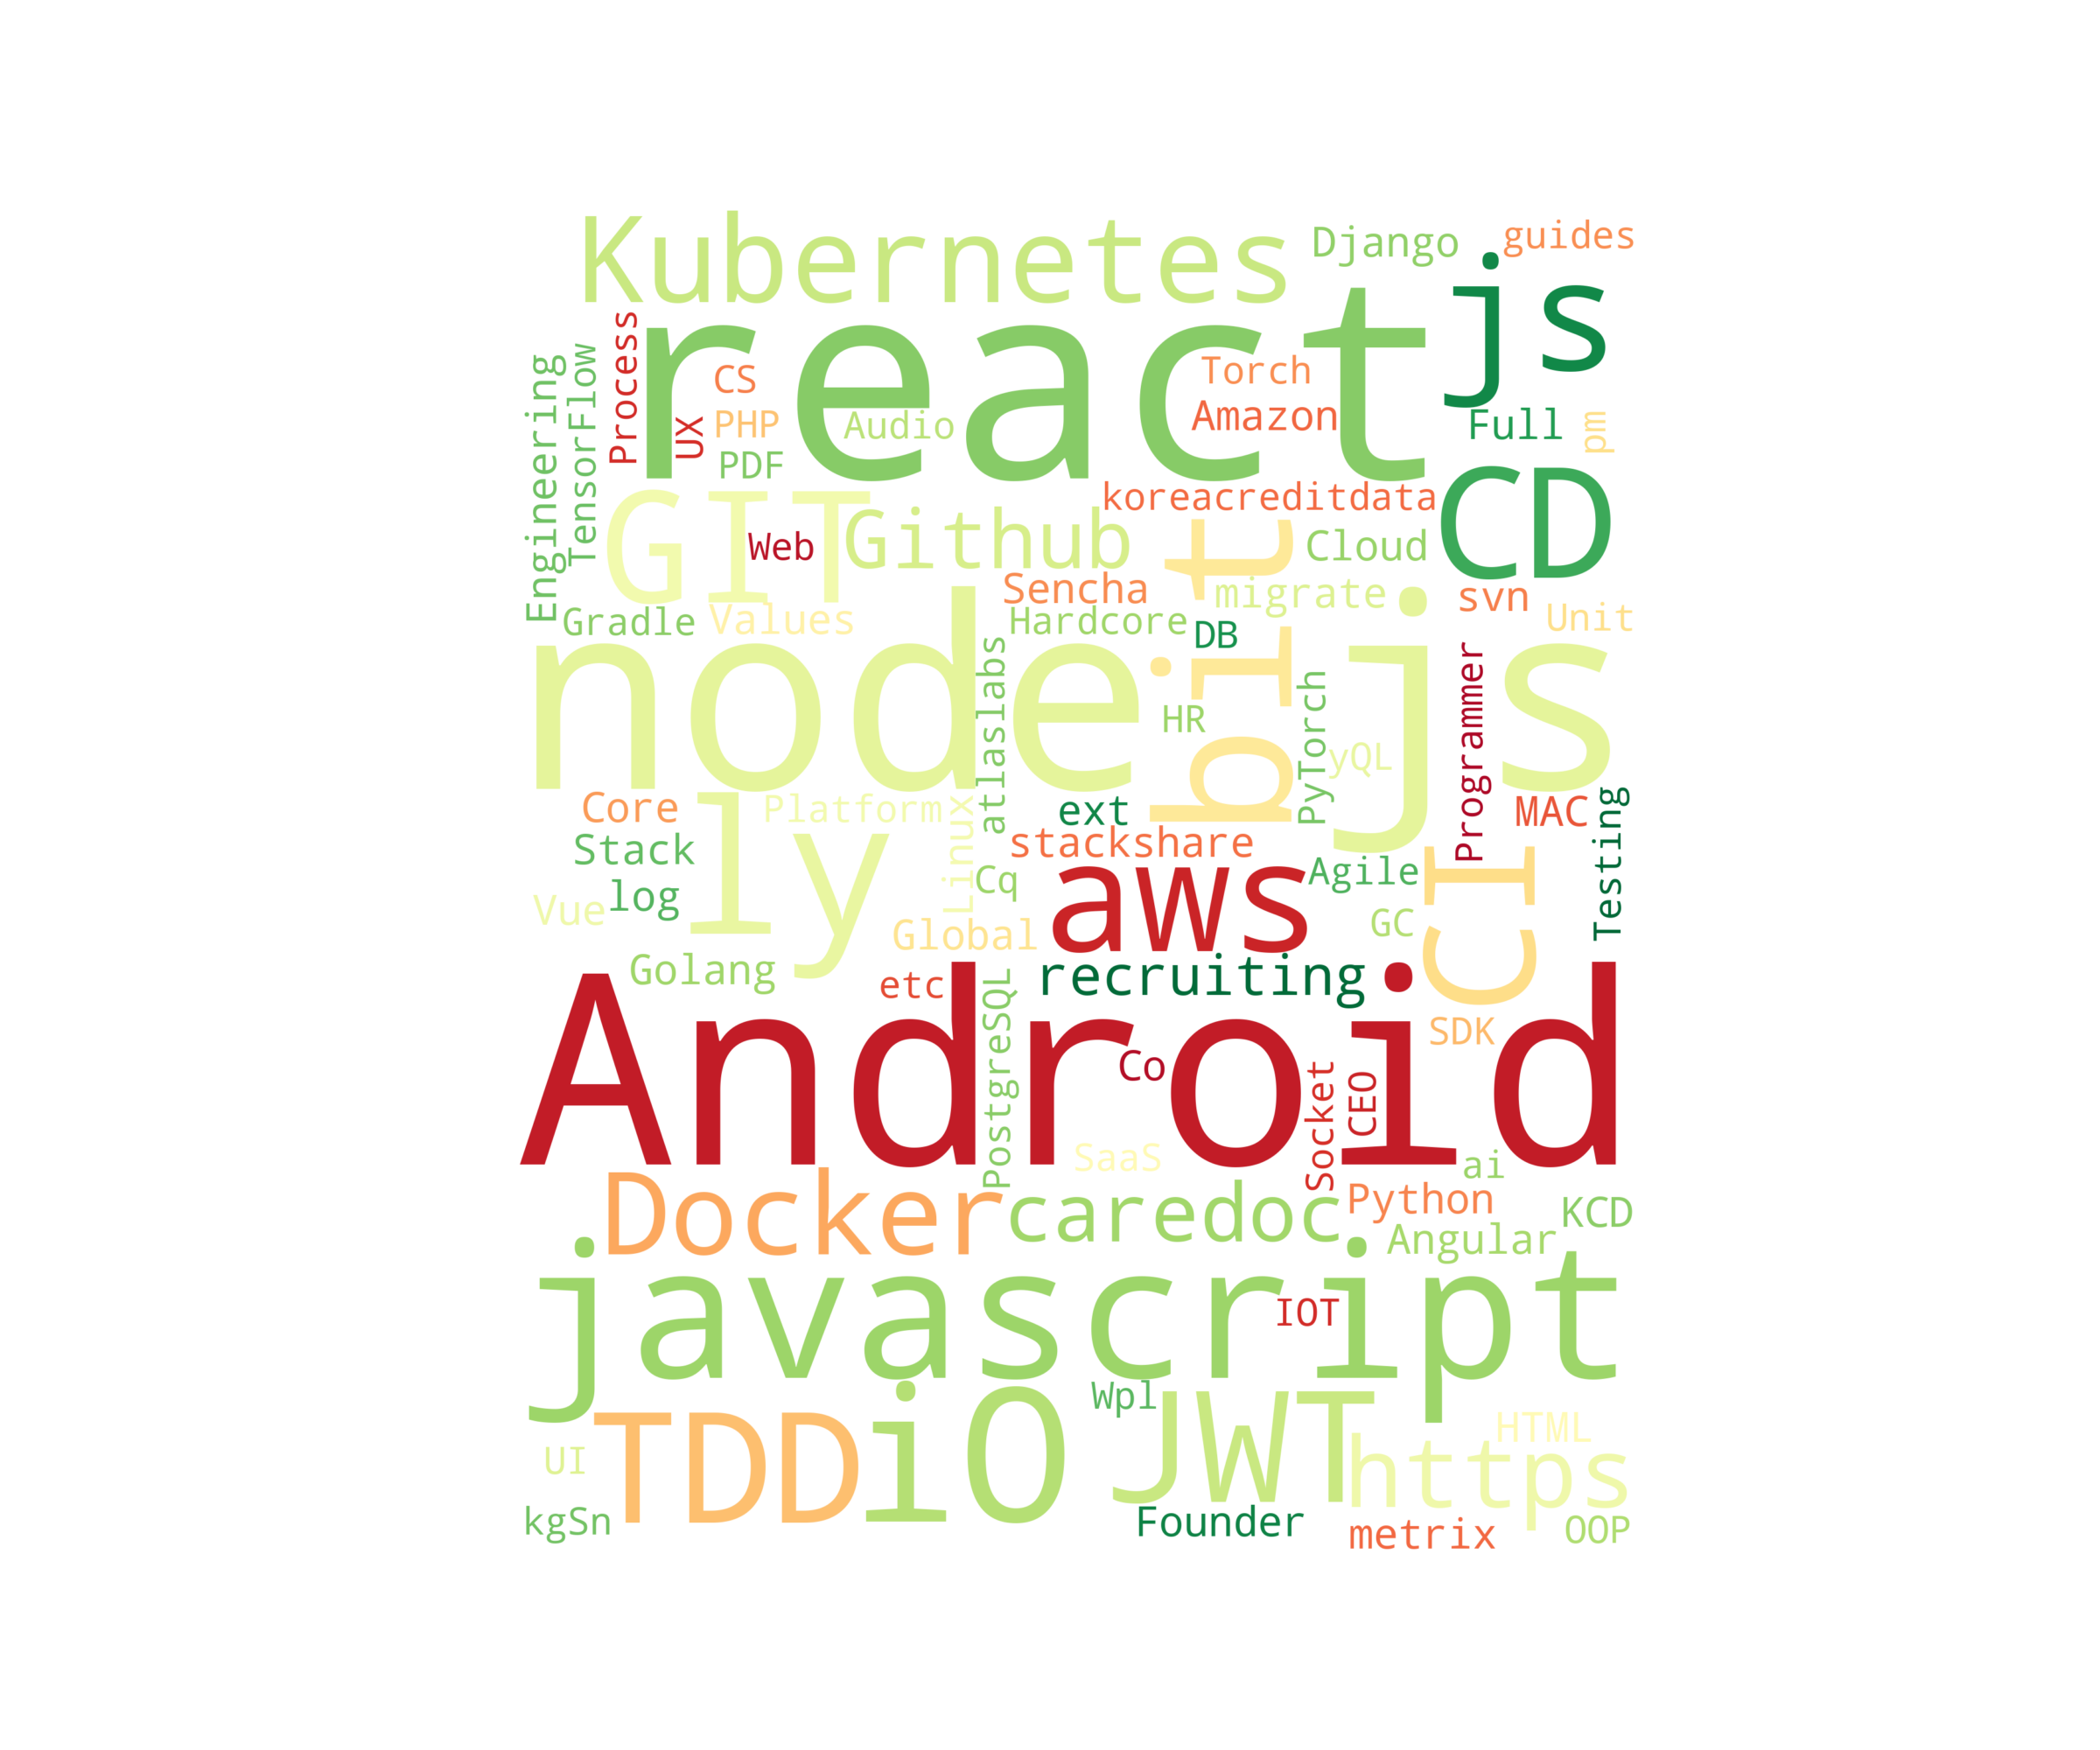 Kubernetes
Django
guides
js
react
Process
TensorFlow
Engineering
CS
UX
PHP
PDF
Audio
Torch
Amazon
Full
pm
koreacreditdata
CD
GIT
Web
Github
Cloud
Sencha
migrate
svn
Unit
Gradle
Values
Hardcore
DB
bit
node.js
atlaslabs
HR
PyTorch
yQL
Programmer
Core
Platform
Linux
ext
MAC
Testing
Stack
ly
stackshare
Cq
aws
Agile
CI
log
Vue
Global
GC
Golang
etc
recruiting
Android
PostgreSQL
SDK
Co
Socket
CEO
SaaS
ai
Docker
caredoc
Python
KCD
Angular
javascript
IOT
Wpl
TDD
iO
JWT
HTML
https
UI
kgSn
Founder
metrix
OOP